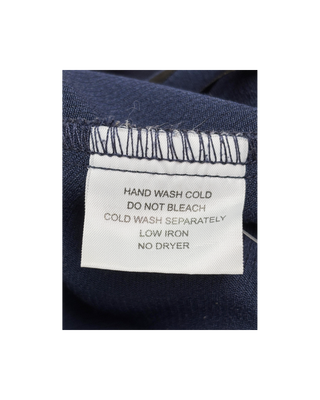 HAND WASH COLD
DO NOT BLEACH
COLD WASH SEPARATELY
LOW IRON
NO DRYER